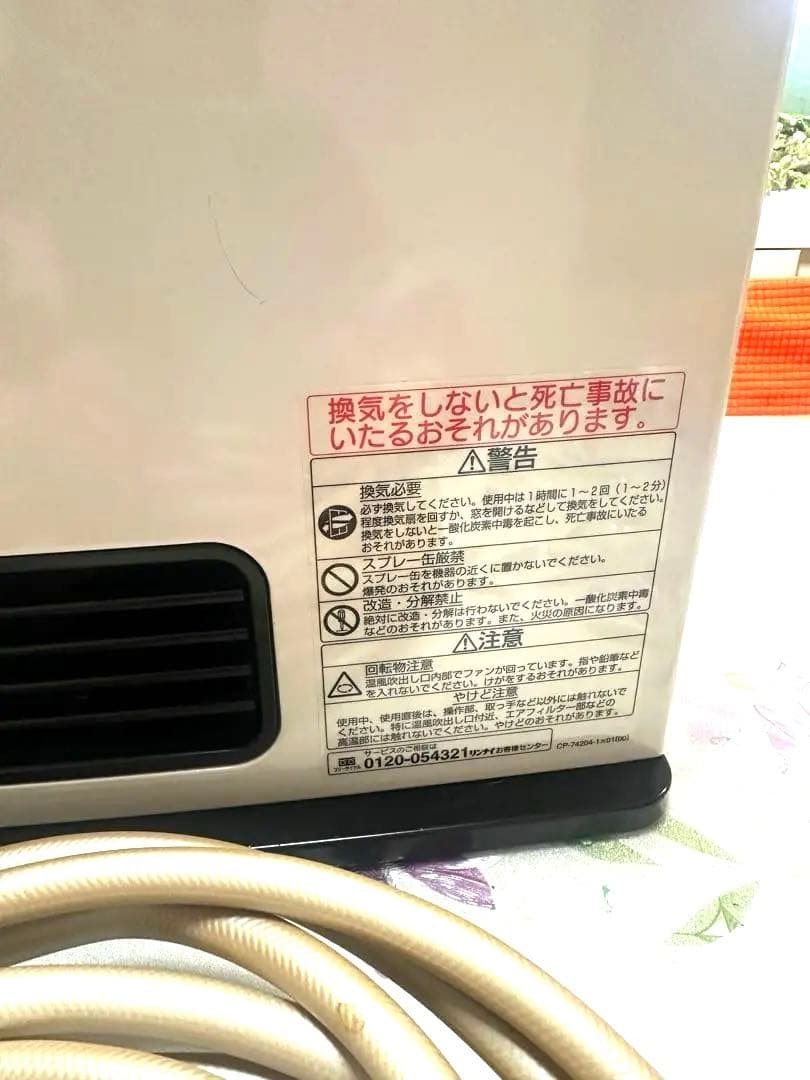 換気をしないと死亡事故に
いたるおそれがあります。
警告
換気必要
必ず換気してください。使用中は1時間に1〜2回(1〜2分)
程度換気扇を回すか、窓を開けるなどして換気をしてください。
換気をしないと一酸化炭素中毒を起こし、死亡事故にいたる
おそれがあります。
スプレー缶厳禁
スプレー缶を機器の近くに置かないでください。
爆発のおそれがあります。
改造・分解禁止
絶対に改造・分解は行わないでください。一酸化炭素中毒
などのおそれがあります。また、火災の原因になります。
注意
回転物注意
温風吹出し口内部でファンが回っています。指や鉛筆など
を入れないでください。けがをするおそれがあります。
やけど注意
使用中、使用直後は、操作部、取っ手など以外には触れないで
ください。特に温風吹出し口付近、エアフィルター部などの
高温部には触れないでください。やけどのおそれがあります。
サービスのご相談は
フリーダイヤル
0120-054321 リンナイお客様センター
CP-74204-1